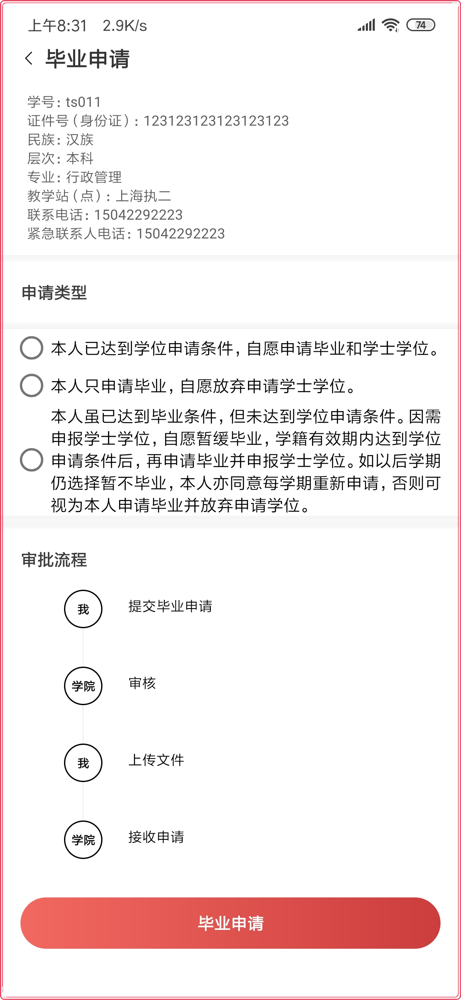 上午8:31 2.9K/s 74
毕业申请
学号: ts011
证件号（身份证）: 123123123123123123
民族: 汉族
层次: 本科
专业: 行政管理
教学站（点）: 上海执二
联系电话: 15042292223
紧急联系人电话: 15042292223
申请类型
本人已达到学位申请条件，自愿申请毕业和学士学位。
本人只申请毕业，自愿放弃申请学士学位。
本人虽已达到毕业条件，但未达到学位申请条件。因需
申报学士学位，自愿暂缓毕业，学籍有效期内达到学位
申请条件后，再申请毕业并申报学士学位。如以后学期
仍选择暂不毕业，本人亦同意每学期重新申请，否则可
视为本人申请毕业并放弃申请学位。
审批流程
我 提交毕业申请
学院 审核
我 上传文件
学院 接收申请
毕业申请